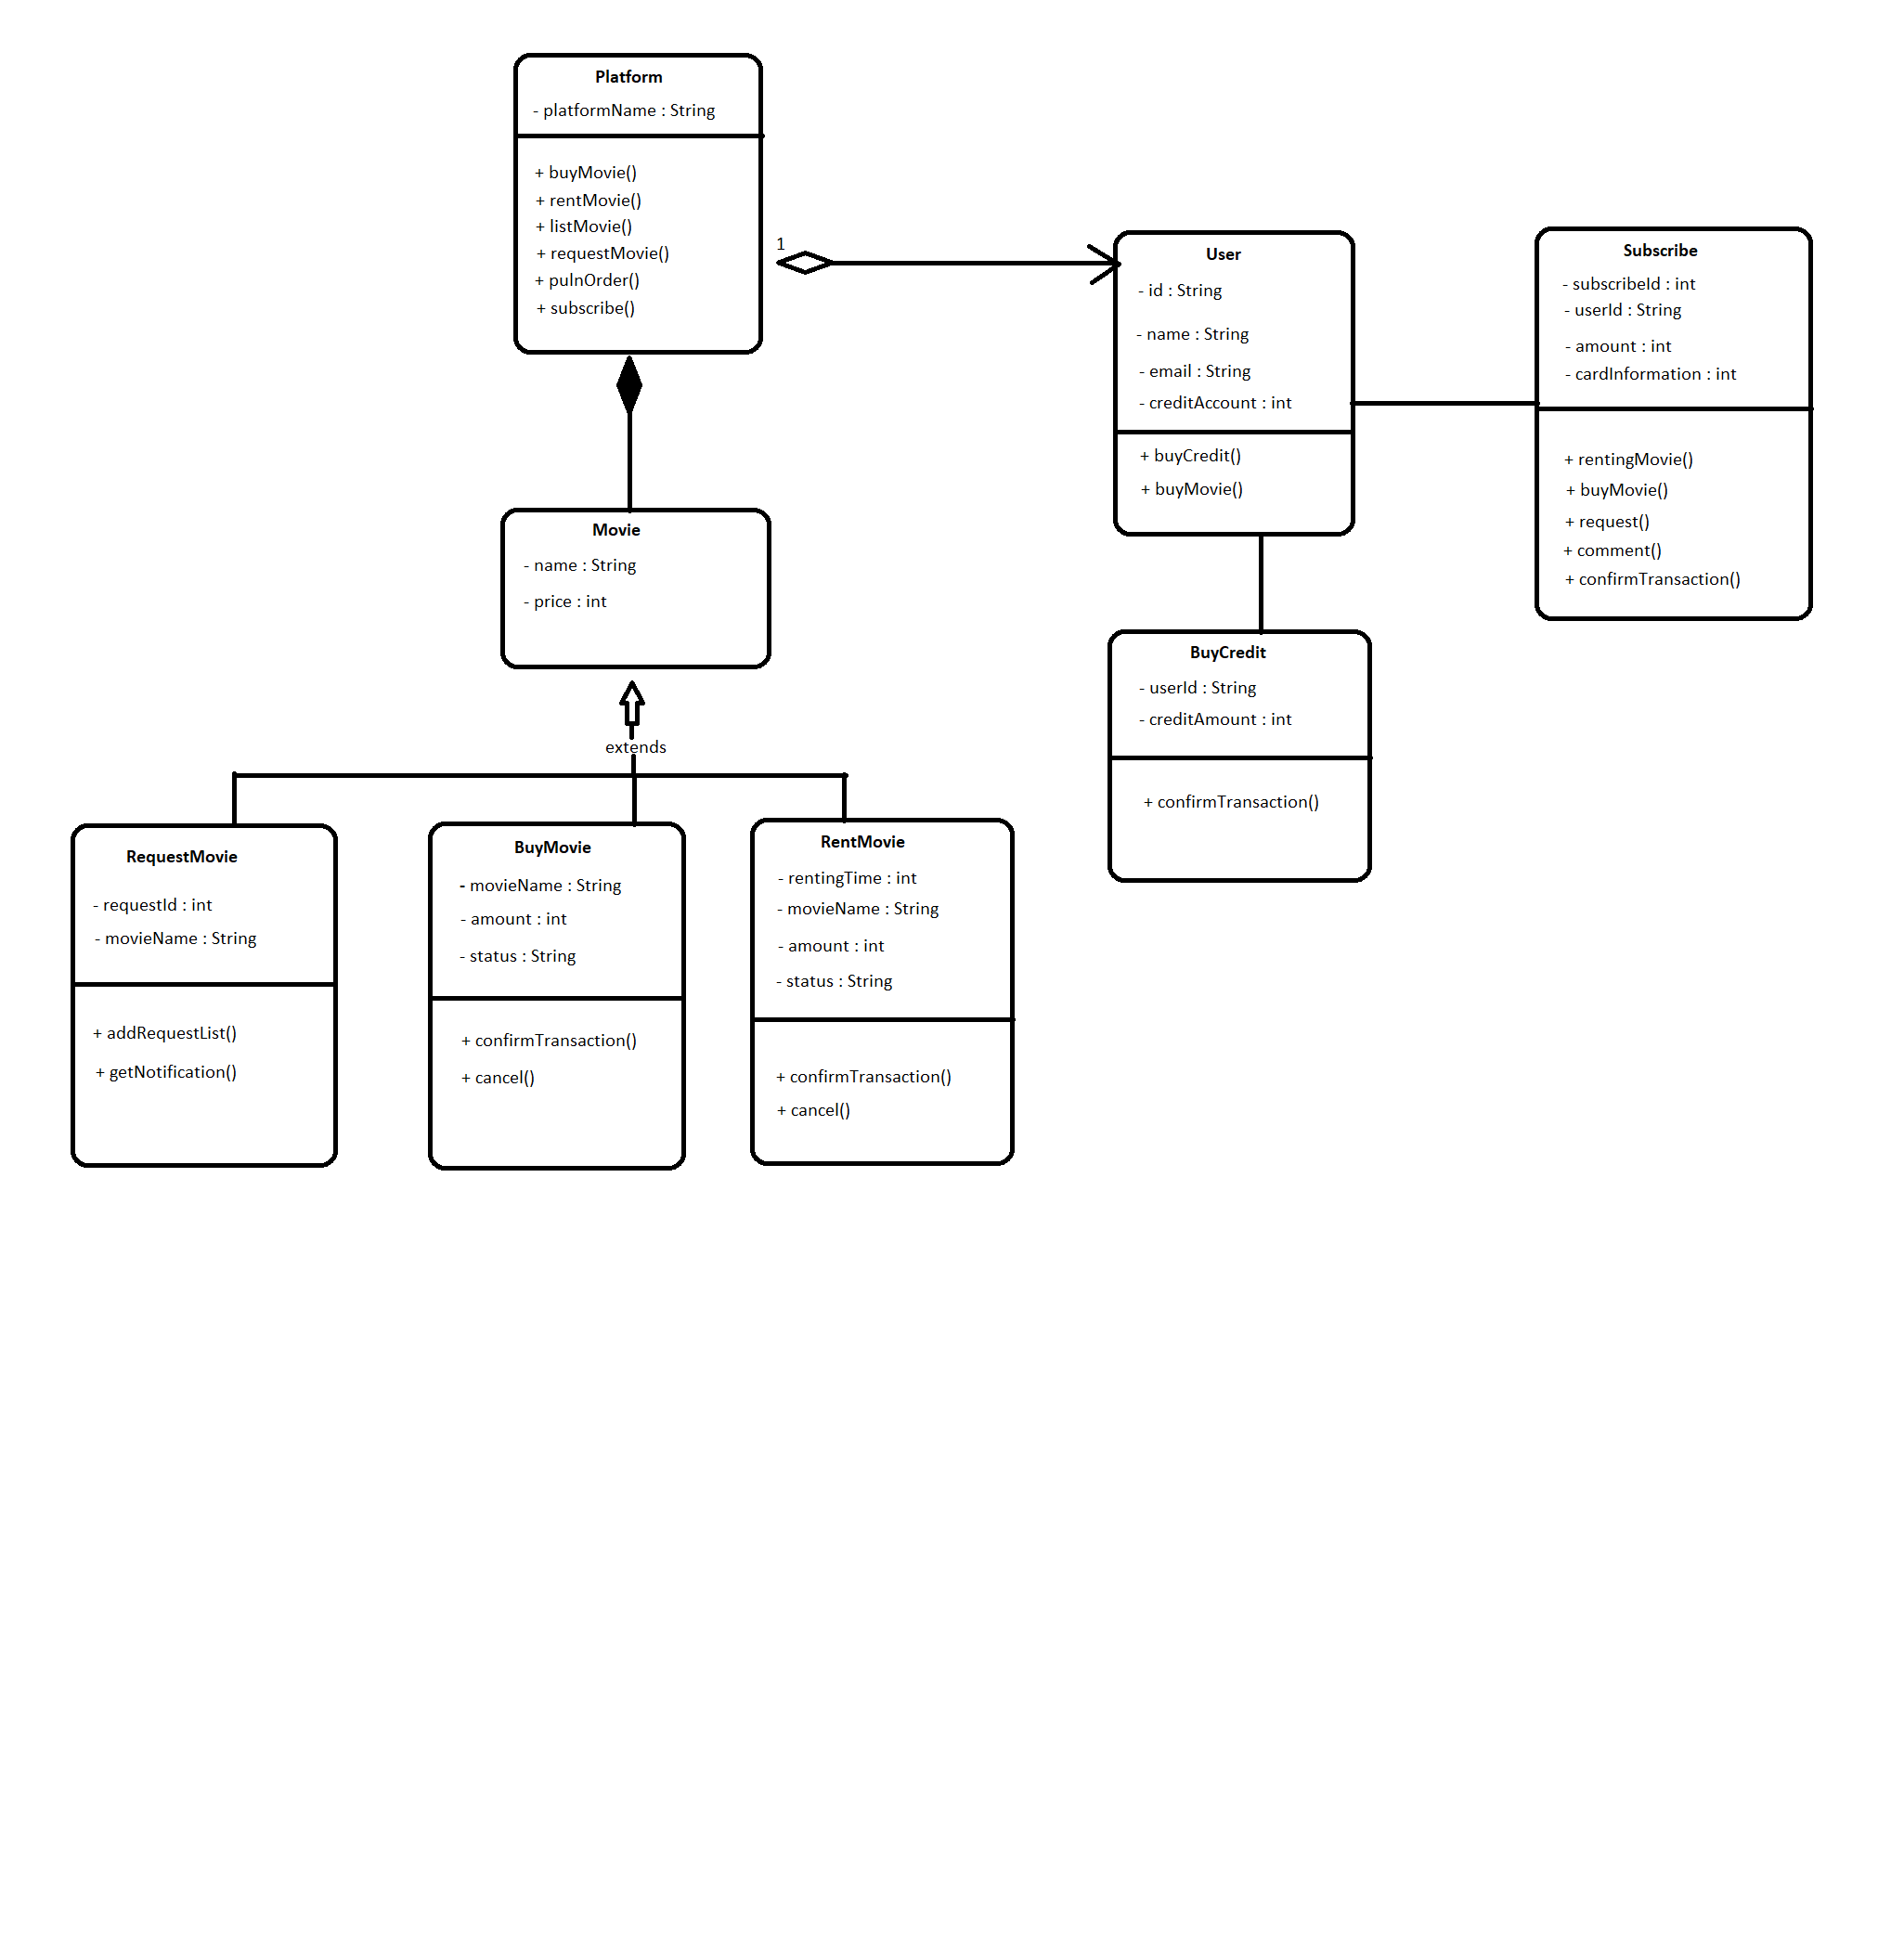 Platform
- platformName : String
+ buyMovie()
+ rentMovie()
+ listMovie()
+ requestMovie()
+ pulnOrder()
+ subscribe()
1
User
- id : String
- name : String
- email : String
- creditAccount : int
+ buyCredit()
+ buyMovie()
Subscribe
- subscribeId : int
- userId : String
- amount : int
- cardInformation : int
+ rentingMovie()
+ buyMovie()
+ request()
+ comment()
+ confirmTransaction()
Movie
- name : String
- price : int
extends
BuyCredit
- userId : String
- creditAmount : int
+ confirmTransaction()
RequestMovie
- requestId : int
- movieName : String
+ addRequestList()
+ getNotification()
BuyMovie
- movieName : String
- amount : int
- status : String
+ confirmTransaction()
+ cancel()
RentMovie
- rentingTime : int
- movieName : String
- amount : int
- status : String
+ confirmTransaction()
+ cancel()